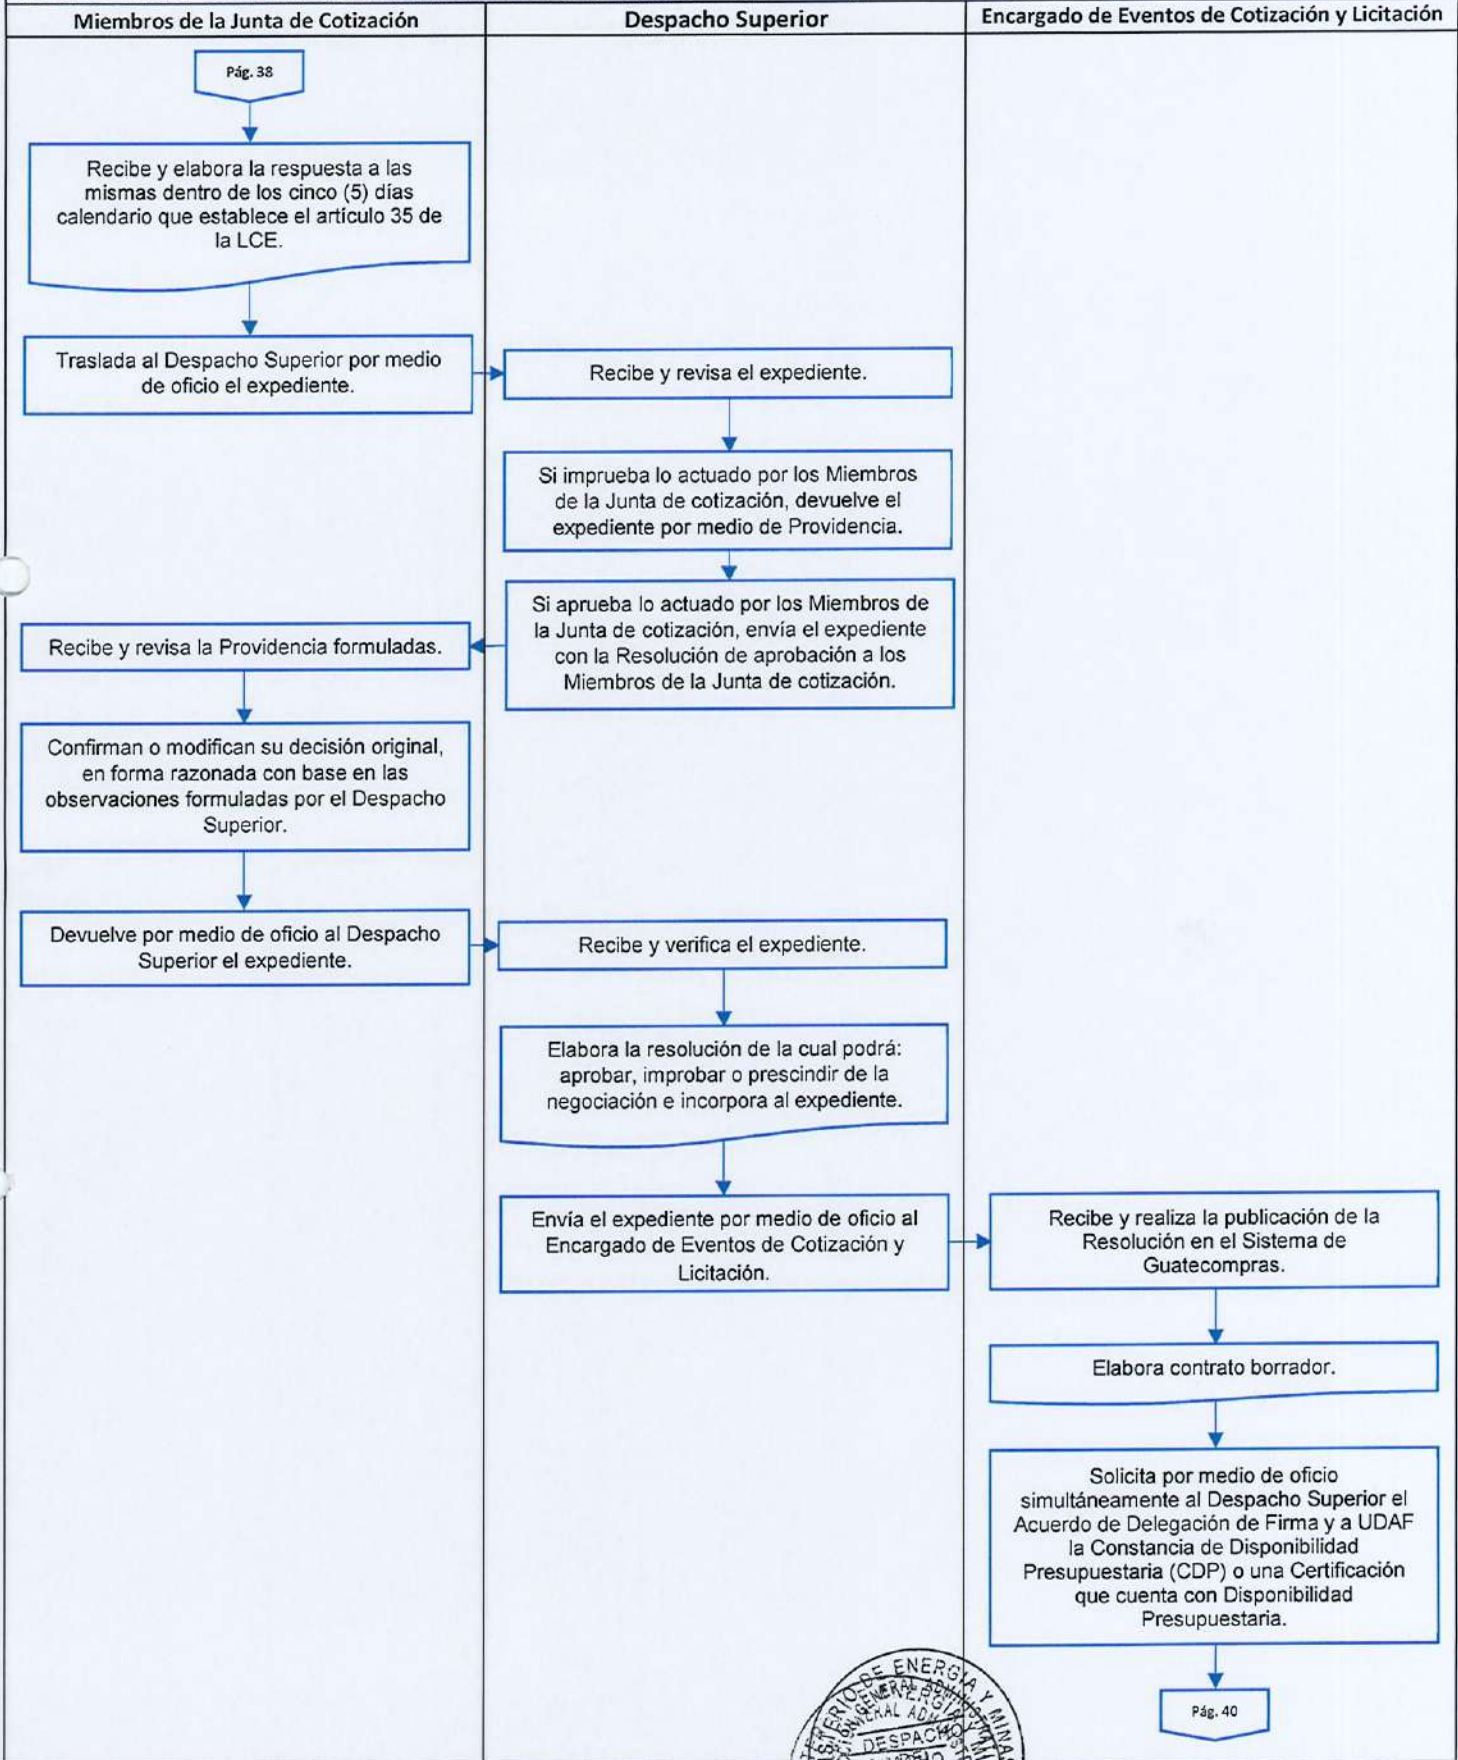 Miembros de la Junta de Cotización
Despacho Superior
Encargado de Eventos de Cotización y Licitación
Pág. 38
Recibe y elabora la respuesta a las
mismas dentro de los cinco (5) días
calendario que establece el artículo 35 de
la LCE.
Traslada al Despacho Superior por medio
de oficio el expediente.
Recibe y revisa el expediente.
Si imprueba lo actuado por los Miembros
de la Junta de cotización, devuelve el
expediente por medio de Providencia.
Si aprueba lo actuado por los Miembros de
la Junta de cotización, envía el expediente
con la Resolución de aprobación a los
Miembros de la Junta de cotización.
Recibe y revisa la Providencia formuladas.
Confirman o modifican su decisión original,
en forma razonada con base en las
observaciones formuladas por el Despacho
Superior.
Devuelve por medio de oficio al Despacho
Superior el expediente.
Recibe y verifica el expediente.
Elabora la resolución de la cual podrá:
aprobar, improbar o prescindir de la
negociación e incorpora al expediente.
Envía el expediente por medio de oficio al
Encargado de Eventos de Cotización y
Licitación.
Recibe y realiza la publicación de la
Resolución en el Sistema de
Guatecompras.
Elabora contrato borrador.
Solicita por medio de oficio
simultáneamente al Despacho Superior el
Acuerdo de Delegación de Firma y a UDAF
la Constancia de Disponibilidad
Presupuestaria (CDP) o una Certificación
que cuenta con Disponibilidad
Presupuestaria.
Pág. 40
DE ENERGIA Y MINAS
DESPACHO